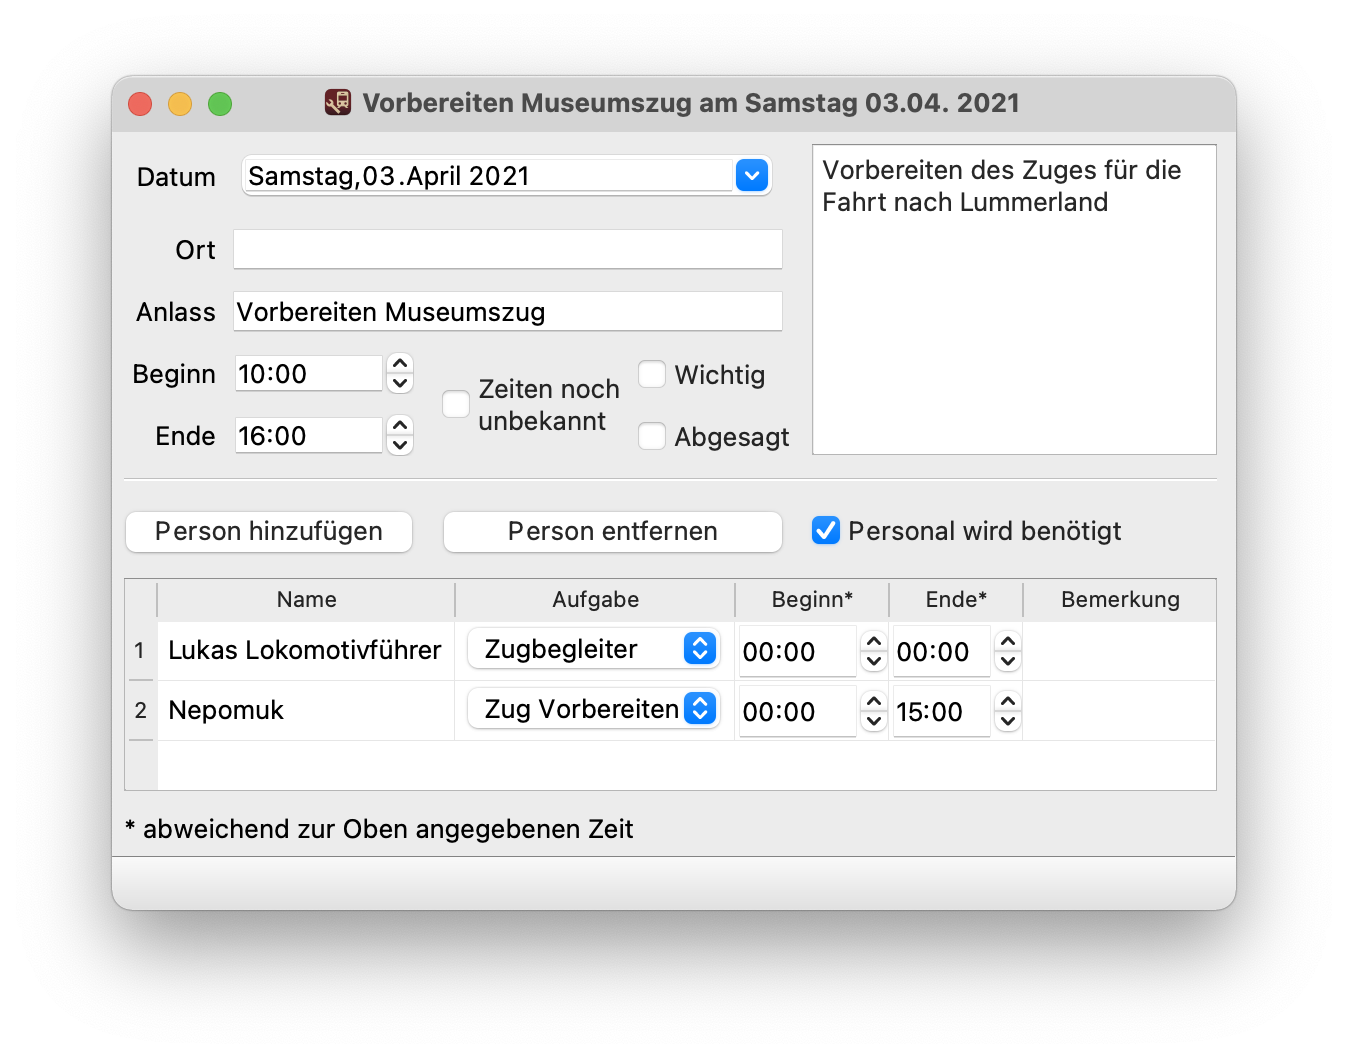 Vorbereiten Museumszug am Samstag 03.04. 2021
Datum
Samstag,03.April 2021
Ort
Anlass
Vorbereiten Museumszug
Beginn
10:00
Ende
16:00
Zeiten noch
unbekannt
Wichtig
Abgesagt
Vorbereiten des Zuges für die
Fahrt nach Lummerland
Person hinzufügen
Person entfernen
Personal wird benötigt
Name Aufgabe Beginn* Ende* Bemerkung
1 Lukas Lokomotivführer Zugbegleiter 00:00 00:00
2 Nepomuk Zug Vorbereiten 00:00 15:00
* abweichend zur Oben angegebenen Zeit